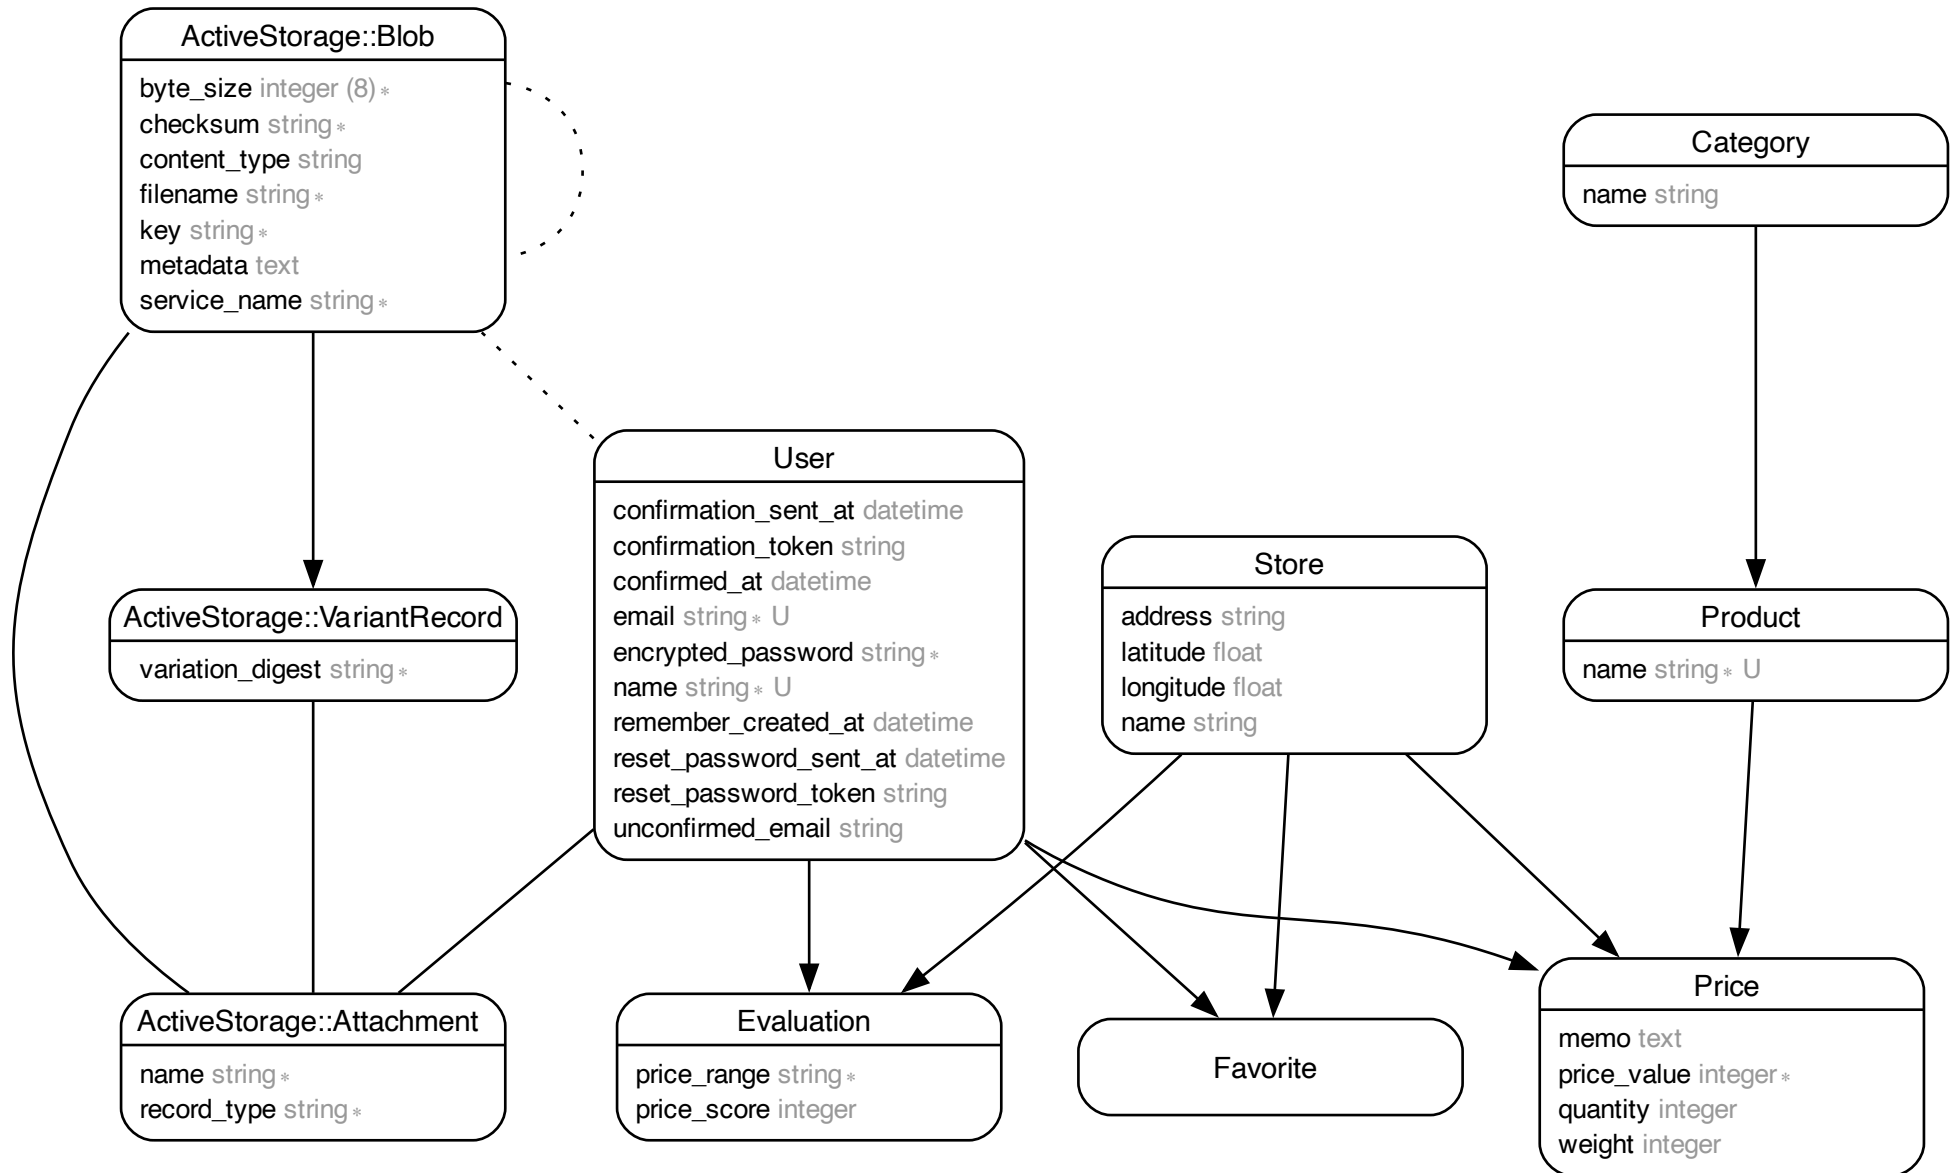 ActiveStorage::Blob
byte_size integer (8) *
checksum string *
content_type string
filename string *
key string *
metadata text
service_name string *
Category
name string
User
confirmation_sent_at datetime
confirmation_token string
confirmed_at datetime
email string * U
encrypted_password string *
name string * U
remember_created_at datetime
reset_password_sent_at datetime
reset_password_token string
unconfirmed_email string
Store
address string
latitude float
longitude float
name string
ActiveStorage::VariantRecord
variation_digest string *
Product
name string * U
ActiveStorage::Attachment
name string *
record_type string *
Evaluation
price_range string *
price_score integer
Favorite
Price
memo text
price_value integer *
quantity integer
weight integer